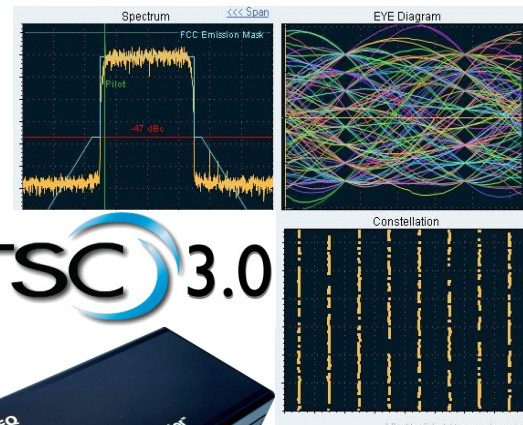 Spectrum
<<< Span
FCC Emission Mask
Pilot
-47 dBc
EYE Diagram
TSC 3.0
Constellation